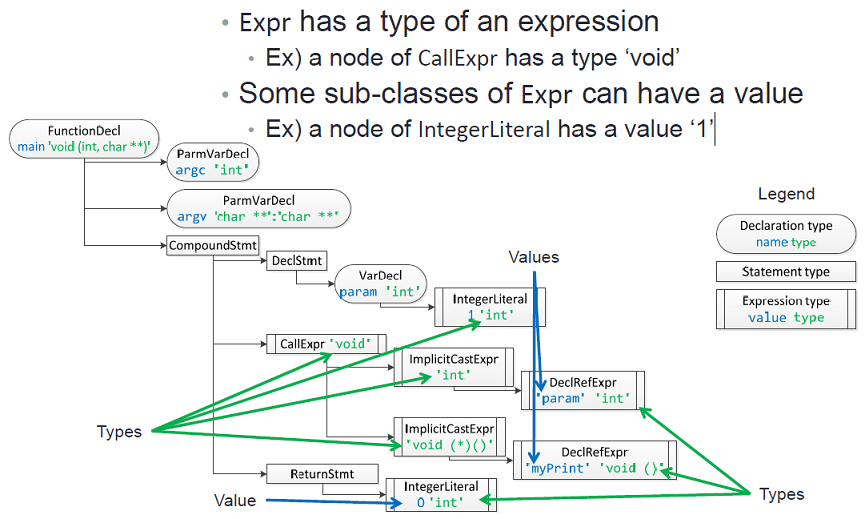 • Expr has a type of an expression
• Ex) a node of CallExpr has a type ‘void’
• Some sub-classes of Expr can have a value
• Ex) a node of IntegerLiteral has a value ‘1’
FunctionDecl
main 'void (int, char **)'
ParmVarDecl
argc 'int'
ParmVarDecl
argv 'char **':'char **'
CompoundStmt
DeclStmt
VarDecl
param 'int'
Values
IntegerLiteral
1 'int'
Legend
Declaration type
name type
Statement type
Expression type
value type
CallExpr 'void'
ImplicitCastExpr
'int'
DeclRefExpr
'param' 'int'
Types
ImplicitCastExpr
'void (*)()'
DeclRefExpr
'myPrint' 'void ()'
ReturnStmt
Value
IntegerLiteral
0 'int'
Types